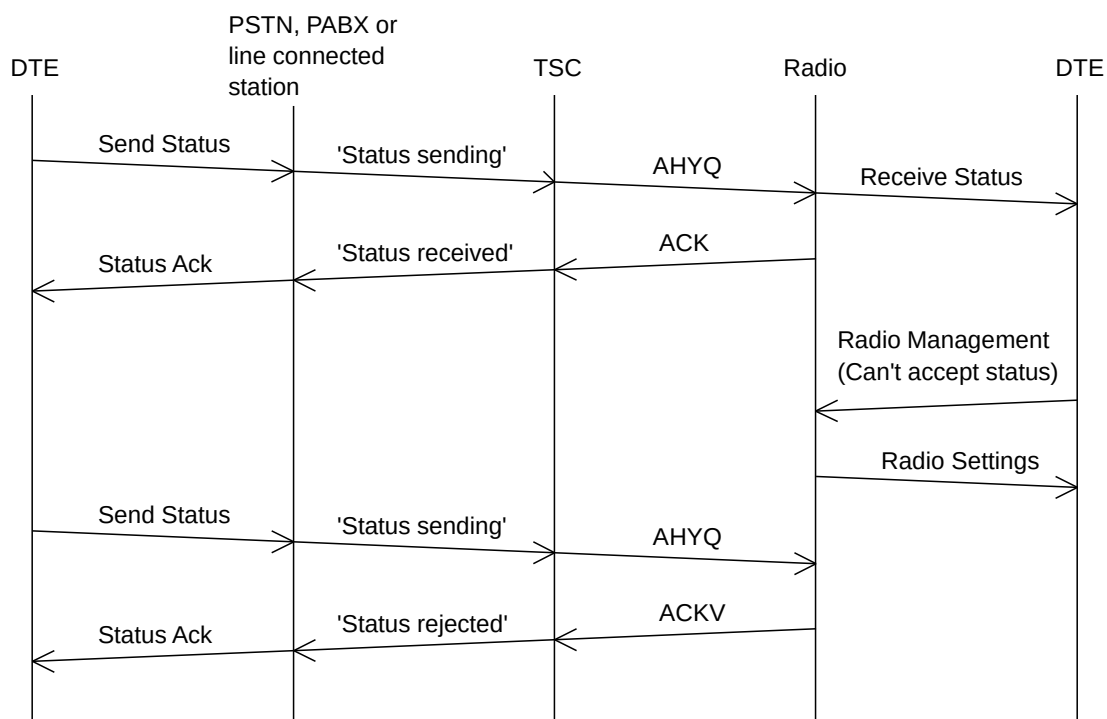 PSTN, PABX or
line connected
station
DTE
TSC
Radio
DTE
Send Status
'Status sending'
AHYQ
Receive Status
Status Ack
'Status received'
ACK
Radio Management
(Can't accept status)
Radio Settings
Send Status
'Status sending'
AHYQ
Status Ack
'Status rejected'
ACKV